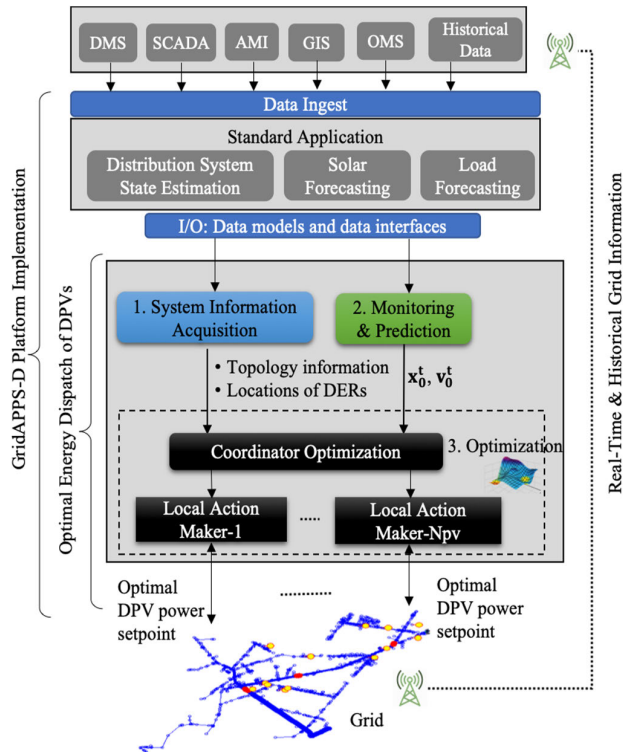 DMS
SCADA
AMI
GIS
OMS
Historical
Data
Data Ingest
Standard Application
Distribution System
State Estimation
Solar
Forecasting
Load
Forecasting
I/O: Data models and data interfaces
1. System Information
Acquisition
2. Monitoring
& Prediction
• Topology information
• Locations of DERs
x₀ᵗ, v₀ᵗ
Coordinator Optimization
3. Optimization
Local Action
Maker-1
.....
Local Action
Maker-Npv
Optimal
DPV power
setpoint
Optimal
DPV power
setpoint
Grid
GridAPPS-D Platform Implementation
Optimal Energy Dispatch of DPVs
Real-Time & Historical Grid Information